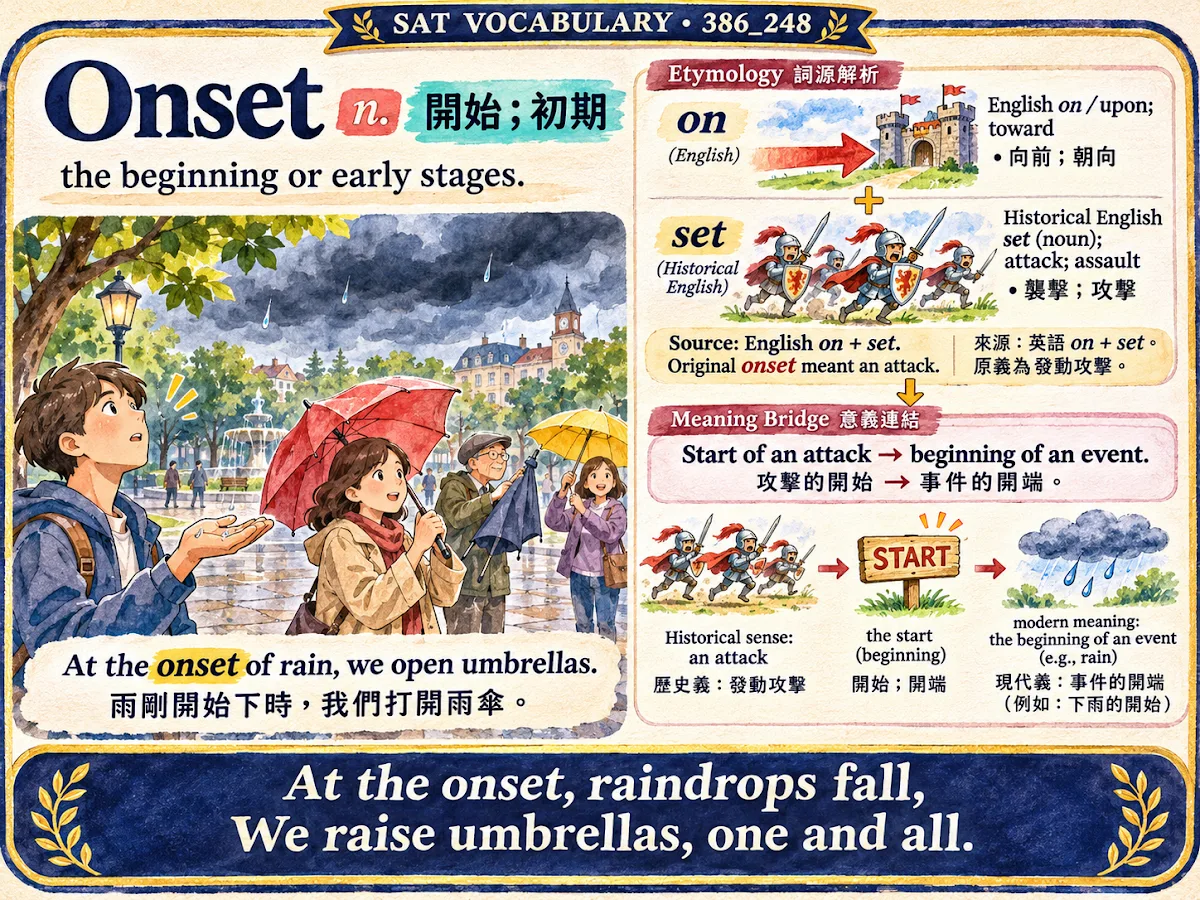 SAT VOCABULARY • 386_248
Onset n. 開始；初期
the beginning or early stages.
At the onset of rain, we open umbrellas.
雨剛開始下時，我們打開雨傘。
Etymology 詞源解析
on
(English)
English on / upon;
toward
• 向前；朝向
+
set
(Historical
English)
Historical English
set (noun);
attack; assault
• 襲擊；攻擊
Source: English on + set.
Original onset meant an attack.
來源：英語 on + set。
原義為發動攻擊。
Meaning Bridge 意義連結
Start of an attack → beginning of an event.
攻擊的開始 → 事件的開端。
START
Historical sense:
an attack
歷史義：發動攻擊
the start
(beginning)
開始；開端
modern meaning:
the beginning of an event
(e.g., rain)
現代義：事件的開端
（例如：下雨的開始）
At the onset, raindrops fall,
We raise umbrellas, one and all.